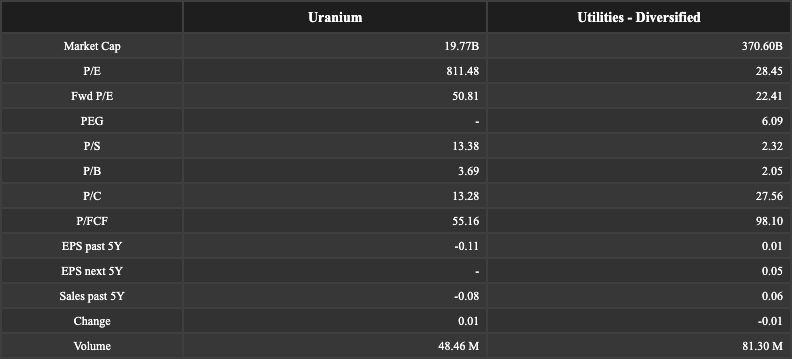 Uranium Utilities - Diversified
Market Cap 19.77B 370.60B
P/E 811.48 28.45
Fwd P/E 50.81 22.41
PEG - 6.09
P/S 13.38 2.32
P/B 3.69 2.05
P/C 13.28 27.56
P/FCF 55.16 98.10
EPS past 5Y -0.11 0.01
EPS next 5Y - 0.05
Sales past 5Y -0.08 0.06
Change 0.01 -0.01
Volume 48.46 M 81.30 M